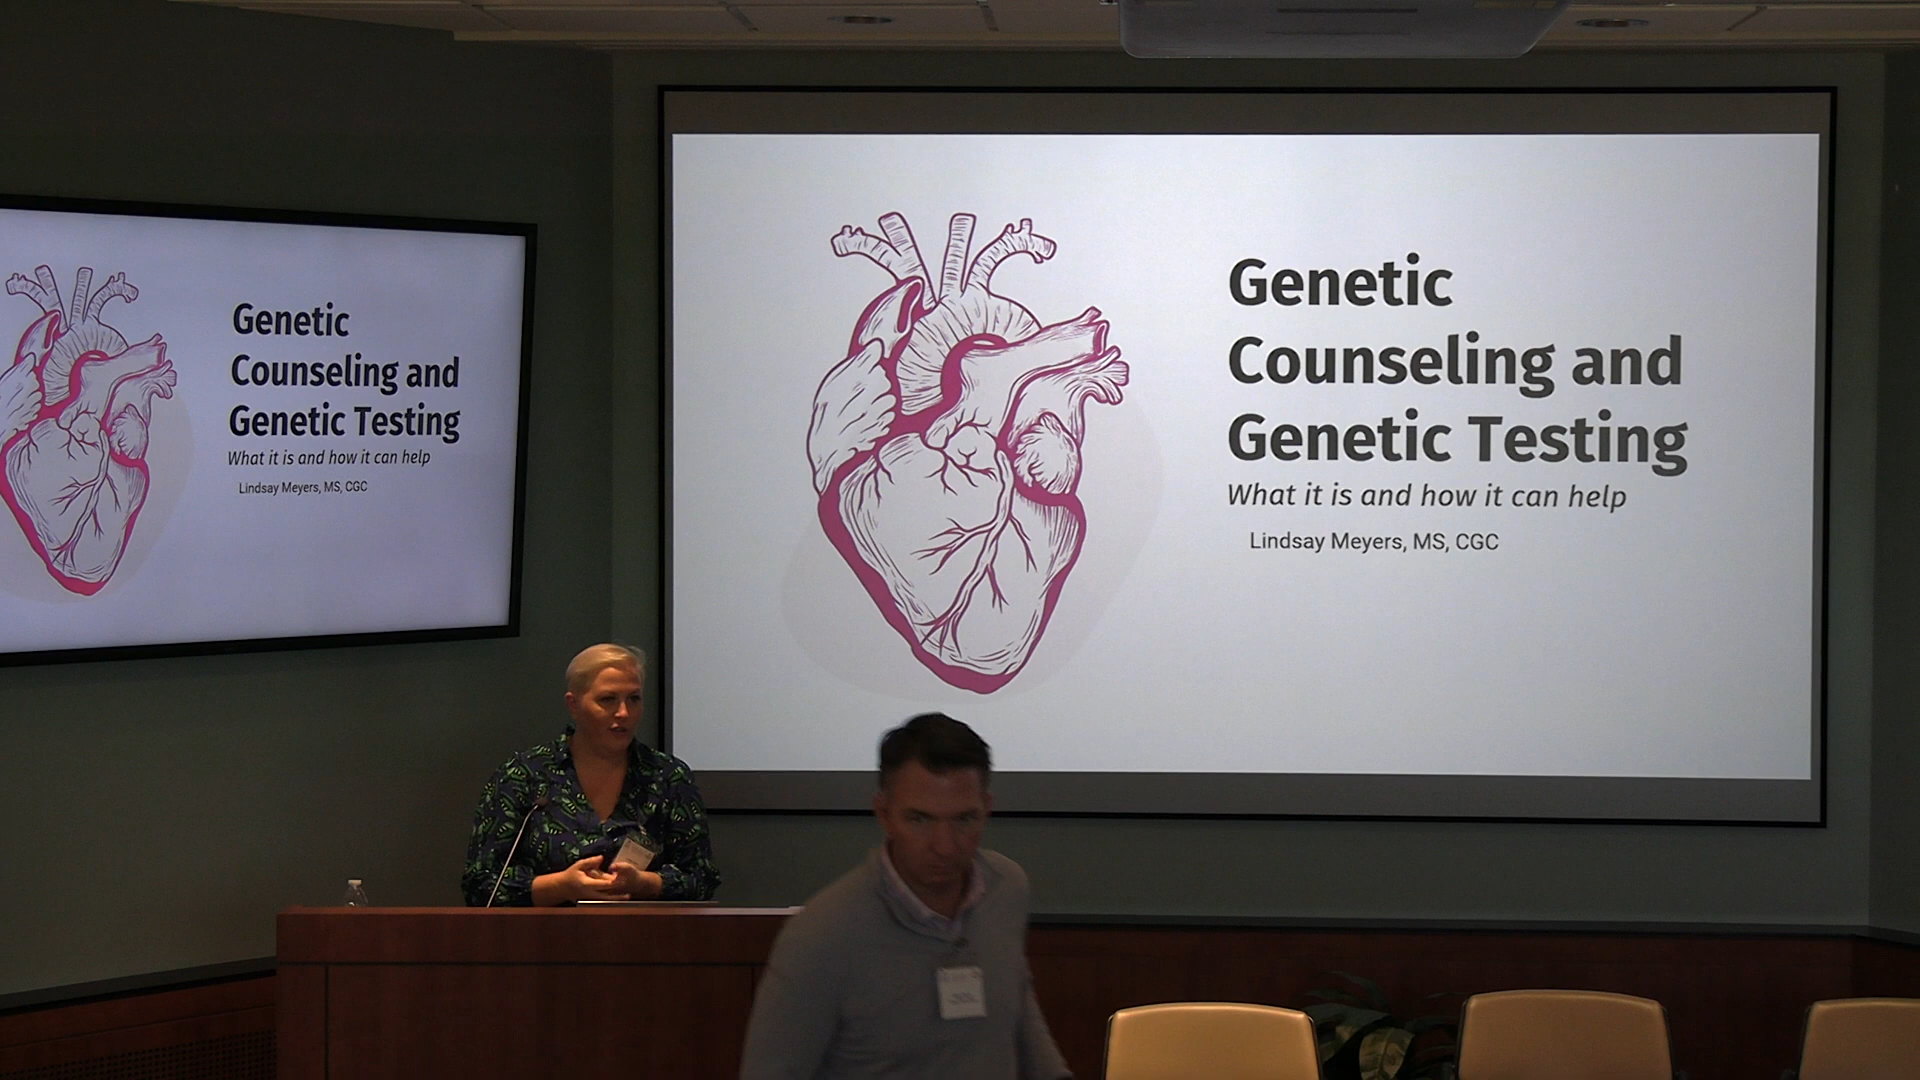 Genetic
Counseling and
Genetic Testing
What it is and how it can help
Lindsay Meyers, MS, CGC
Genetic
Counseling and
Genetic Testing
What it is and how it can help
Lindsay Meyers, MS, CGC